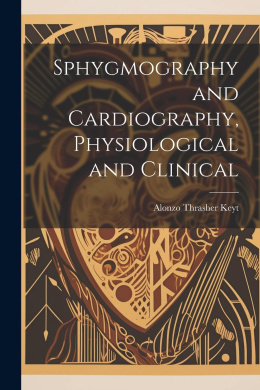 Sphygmography
and
Cardiography,
Physiological
and Clinical
Alonzo Thrasher Keyt